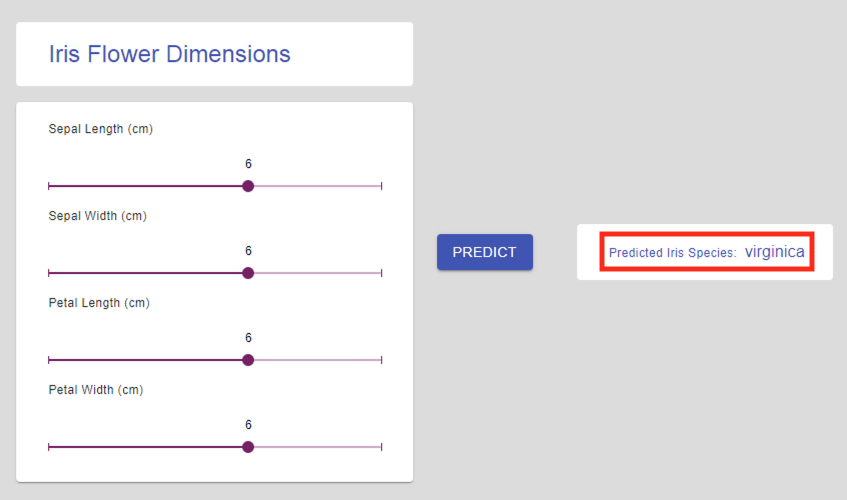 Iris Flower Dimensions
Sepal Length (cm)
6
Sepal Width (cm)
6
Petal Length (cm)
6
Petal Width (cm)
6
PREDICT
Predicted Iris Species: virginica